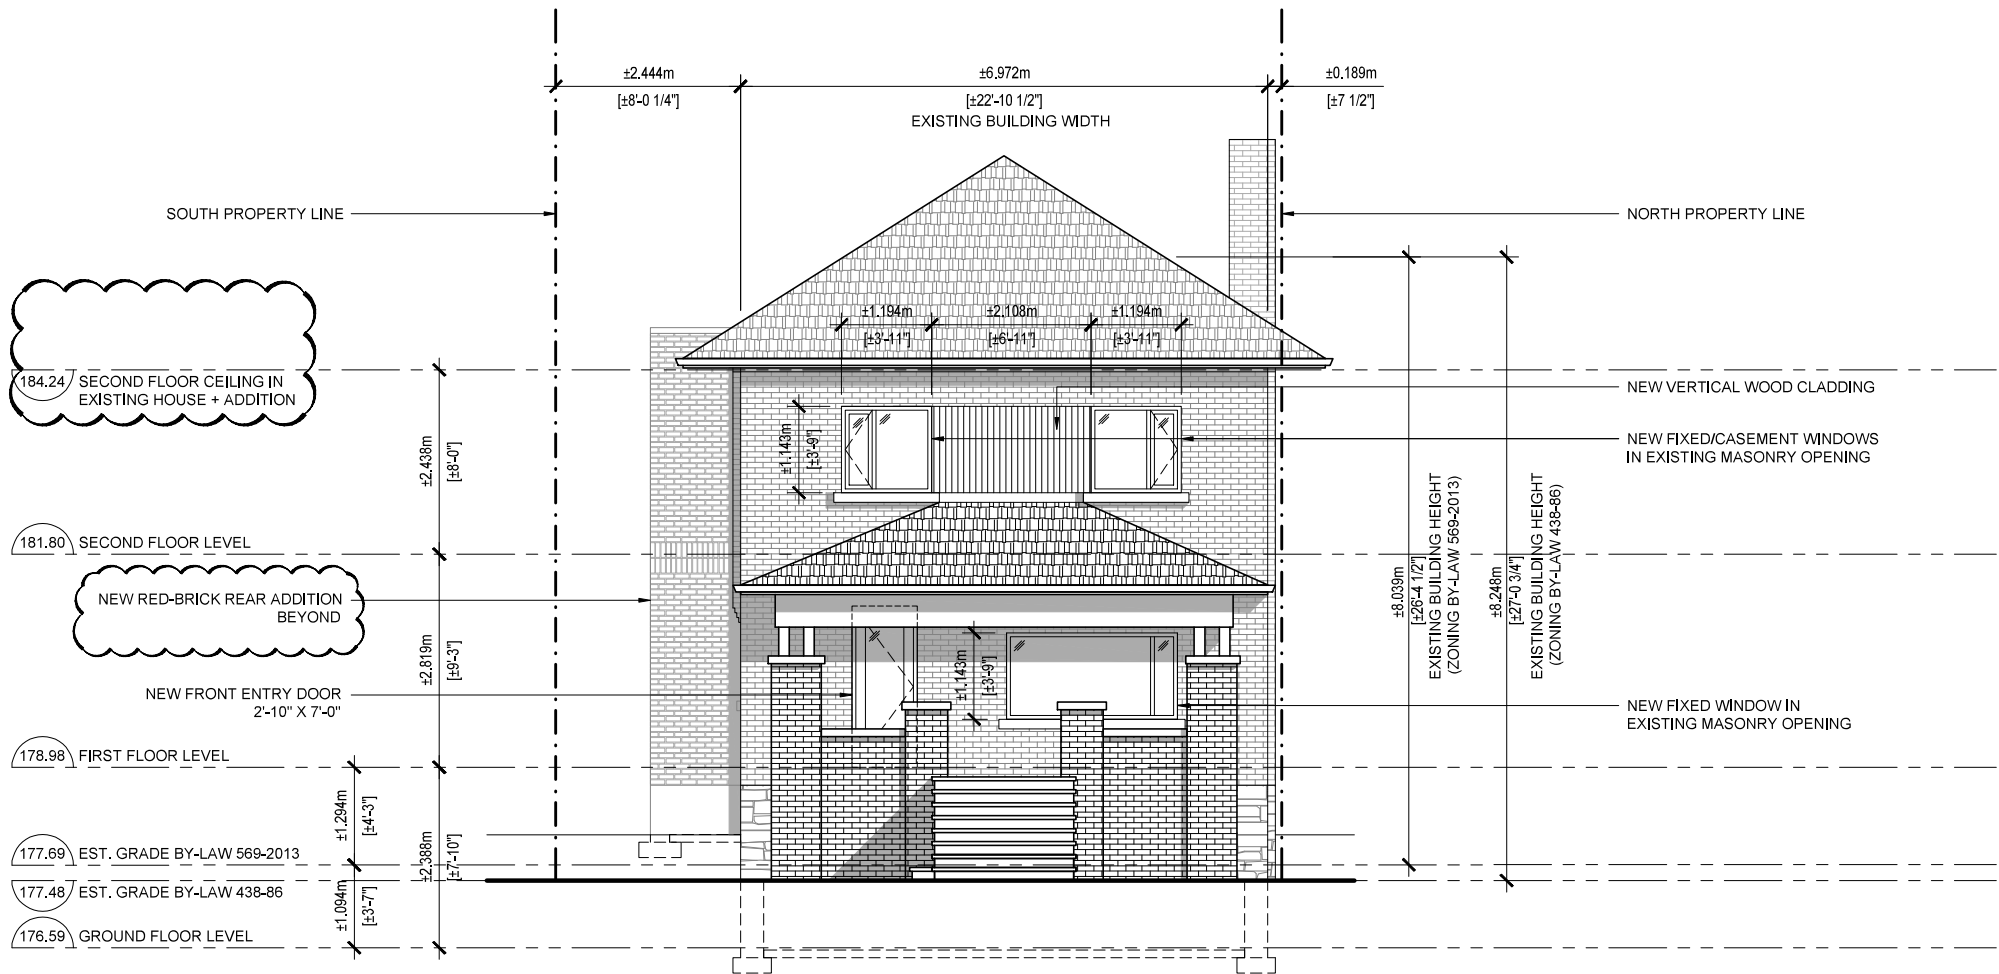 ±2.444m
[±8'-0 1/4"]
±6.972m
[±22'-10 1/2"]
EXISTING BUILDING WIDTH
±0.189m
[±7 1/2"]
SOUTH PROPERTY LINE
NORTH PROPERTY LINE
±1.194m
[±3'-11"]
±2.108m
[±6'-11"]
±1.194m
[±3'-11"]
184.24 SECOND FLOOR CEILING IN
EXISTING HOUSE + ADDITION
NEW VERTICAL WOOD CLADDING
±1.143m
[±3'-9"]
NEW FIXED/CASEMENT WINDOWS
IN EXISTING MASONRY OPENING
±2.438m
[±8'-0"]
181.80 SECOND FLOOR LEVEL
±8.039m
[±26'-4 1/2"]
EXISTING BUILDING HEIGHT
(ZONING BY-LAW 569-2013)
±8.248m
[±27'-0 3/4"]
EXISTING BUILDING HEIGHT
(ZONING BY-LAW 438-86)
NEW RED-BRICK REAR ADDITION
BEYOND
±2.819m
[±9'-3"]
±1.143m
[±3'-9"]
NEW FRONT ENTRY DOOR
2'-10" X 7'-0"
NEW FIXED WINDOW IN
EXISTING MASONRY OPENING
178.98 FIRST FLOOR LEVEL
±1.294m
[±4'-3"]
±2.388m
[±7'-10"]
177.69 EST. GRADE BY-LAW 569-2013
177.48 EST. GRADE BY-LAW 438-86
±1.094m
[±3'-7"]
176.59 GROUND FLOOR LEVEL